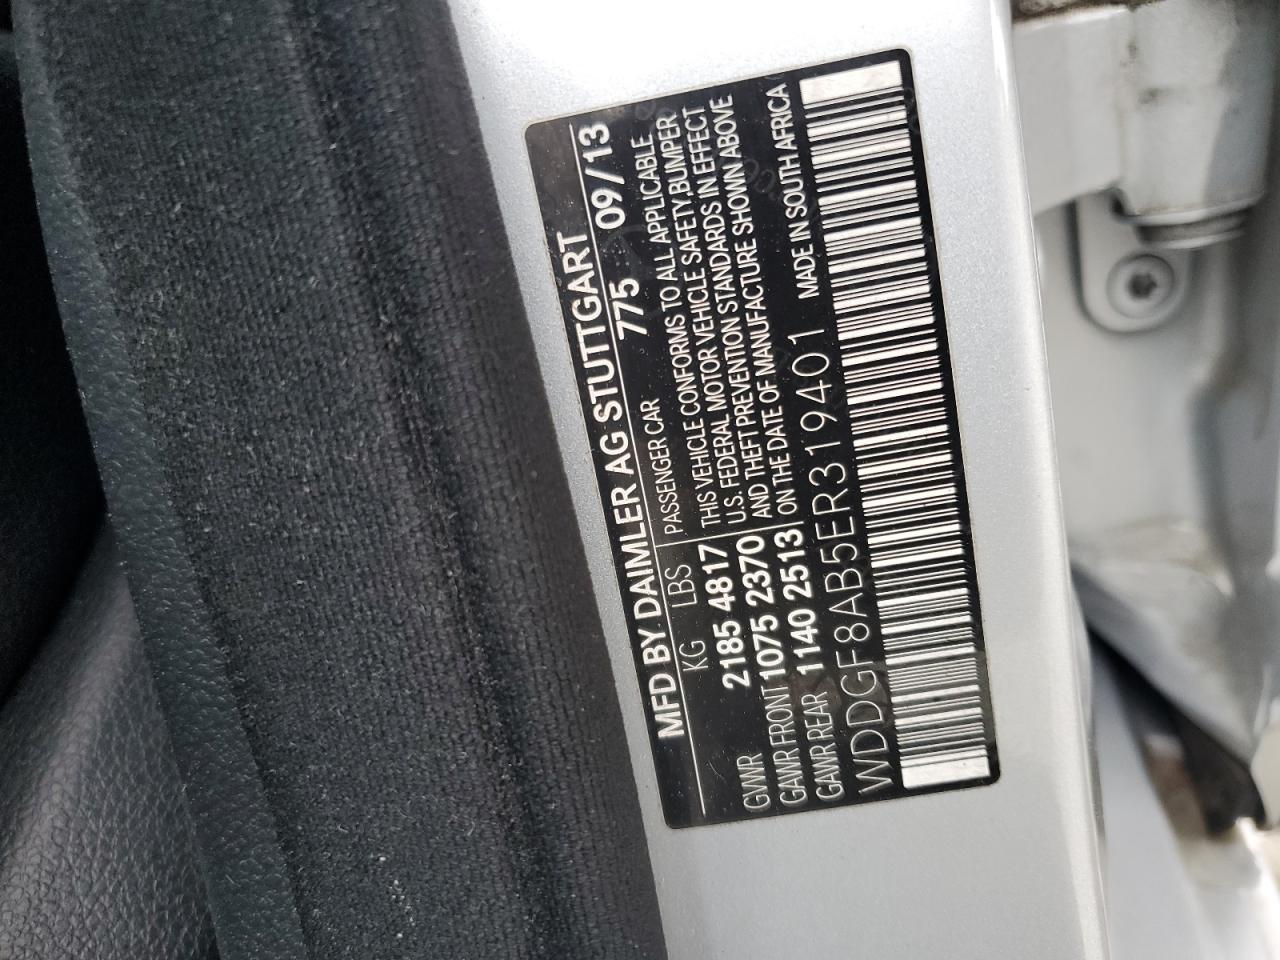 MFD BY DAIMLER AG STUTTGART
KG LBS 775 09/13
PASSENGER CAR
GVWR 2185 4817
GAWR FRONT 1075 2370
GAWR REAR 1140 2513
THIS VEHICLE CONFORMS TO ALL APPLICABLE
U.S. FEDERAL MOTOR VEHICLE SAFETY,BUMPER
AND THEFT PREVENTION STANDARDS IN EFFECT
ON THE DATE OF MANUFACTURE SHOWN ABOVE
WDDGF8AB5ER319401 MADE IN SOUTH AFRICA